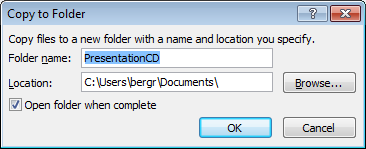 Copy to Folder
Copy files to a new folder with a name and location you specify.
Folder name: PresentationCD
Location: C:\Users\bergr\Documents\ Browse...
Open folder when complete
OK Cancel